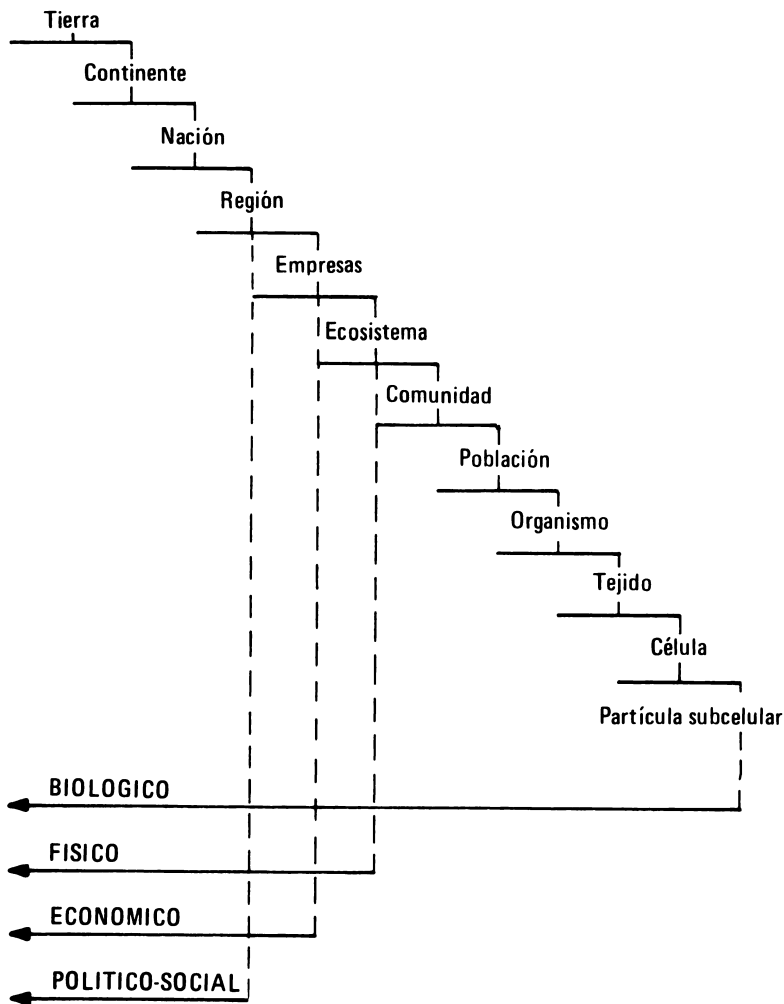 Tierra
Continente
Nación
Región
Empresas
Ecosistema
Comunidad
Población
Organismo
Tejido
Célula
Partícula subcelular
BIOLOGICO
FISICO
ECONOMICO
POLITICO-SOCIAL